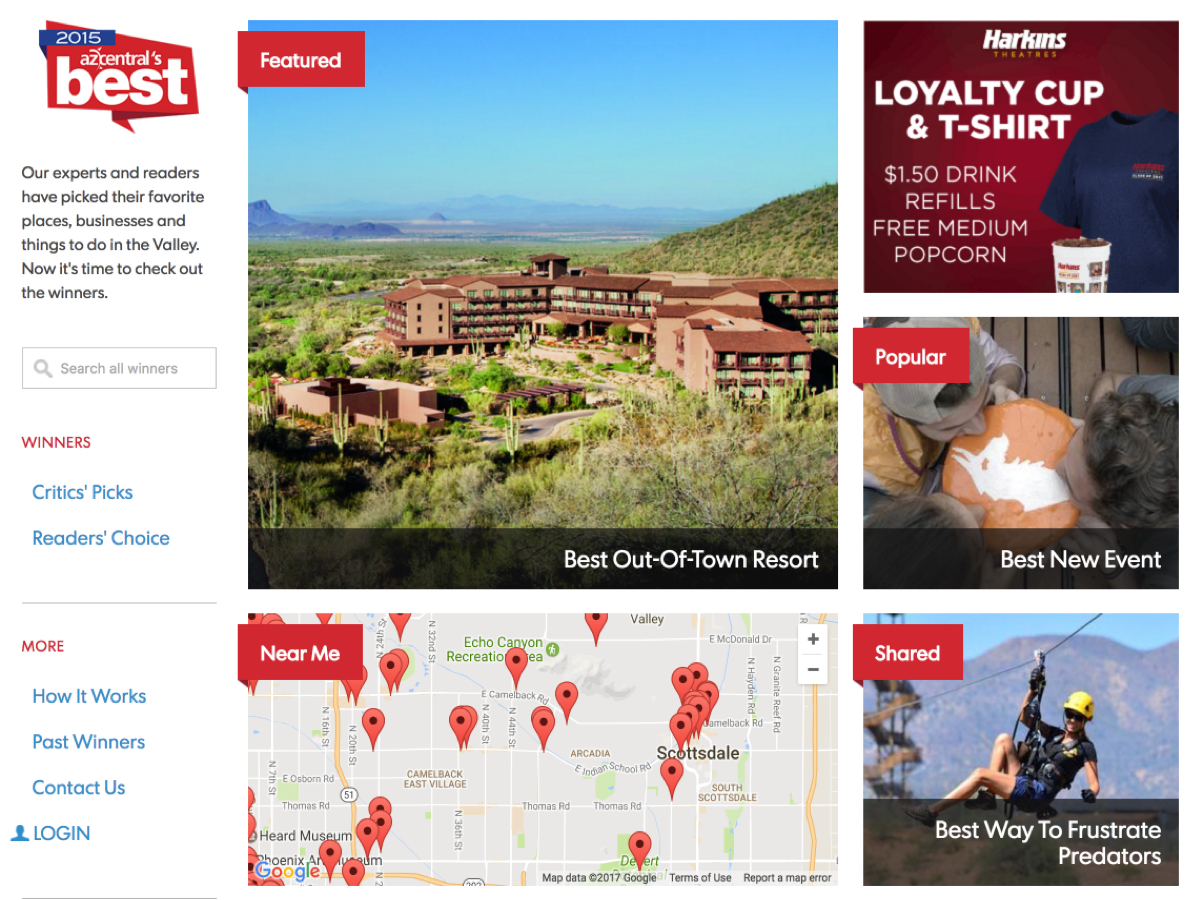 2015
azcentral's
best
Our experts and readers
have picked their favorite
places, businesses and
things to do in the Valley.
Now it's time to check out
the winners.
Search all winners
WINNERS
Critics' Picks
Readers' Choice
MORE
How It Works
Past Winners
Contact Us
LOGIN
Featured
Best Out-Of-Town Resort
Harkins
THEATRES
LOYALTY CUP
& T-SHIRT
$1.50 DRINK
REFILLS
FREE MEDIUM
POPCORN
Harkins
Popular
Best New Event
Near Me
Valley
N 24th St
N 32nd St
Echo Canyon
Recreation Area
E McDonald Dr
N Hayden Rd
N Granite Reef Rd
+
−
E Camelback Rd
Camelback Rd
N 16th St
N 20th St
N 40th St
N 44th St
ARCADIA
Scottsdale
E Indian School Rd
N 7th St
E Osborn Rd
CAMELBACK
EAST VILLAGE
SOUTH
SCOTTSDALE
51
Thomas Rd
Thomas Rd
Thomas Rd
N 36th St
Heard Museum
Phoenix Art Museum
Desert
202
Google
Map data ©2017 Google
Terms of Use
Report a map error
Shared
Best Way To Frustrate
Predators